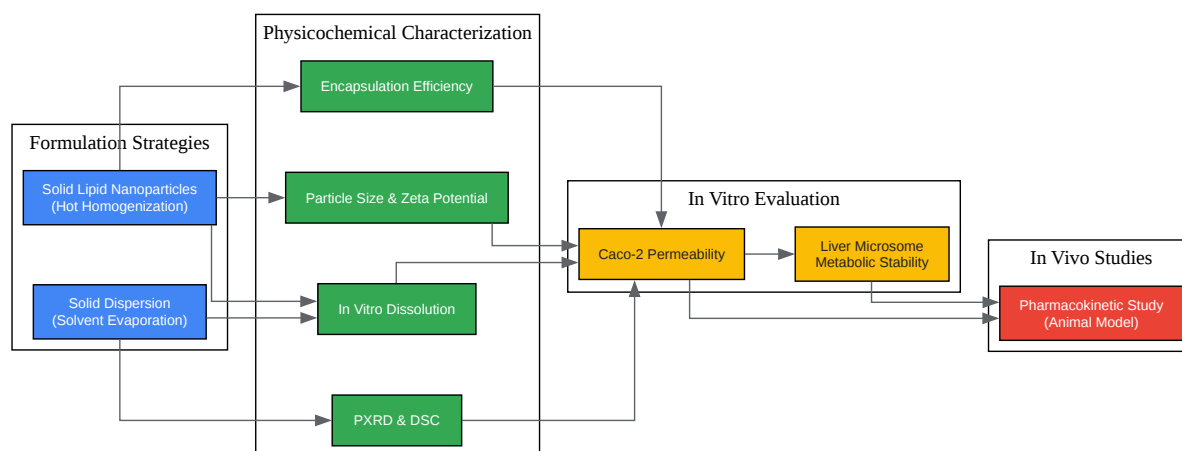 Formulation Strategies
Solid Lipid Nanoparticles
(Hot Homogenization)
Solid Dispersion
(Solvent Evaporation)
Physicochemical Characterization
Encapsulation Efficiency
Particle Size & Zeta Potential
In Vitro Dissolution
PXRD & DSC
In Vitro Evaluation
Caco-2 Permeability
Liver Microsome
Metabolic Stability
In Vivo Studies
Pharmacokinetic Study
(Animal Model)